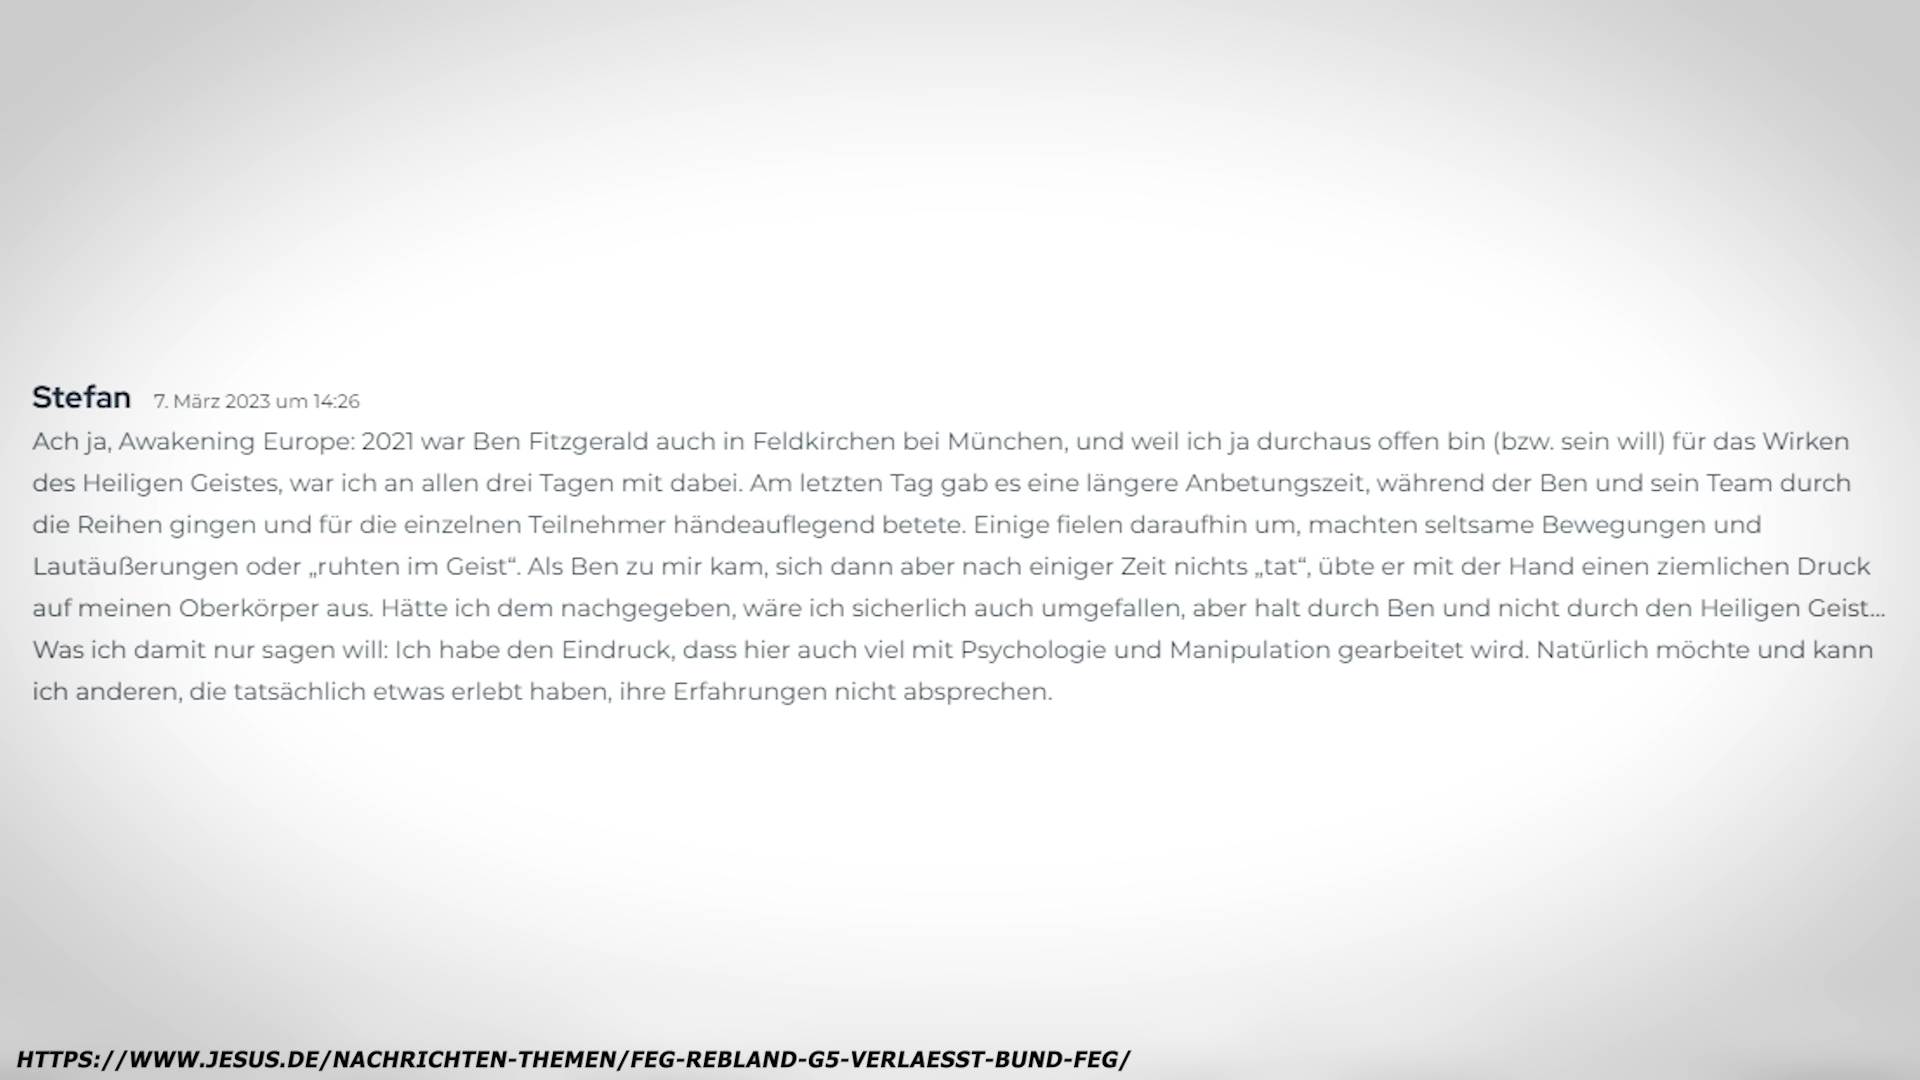 Stefan 7. März 2023 um 14:26
Ach ja, Awakening Europe: 2021 war Ben Fitzgerald auch in Feldkirchen bei München, und weil ich ja durchaus offen bin (bzw. sein will) für das Wirken
des Heiligen Geistes, war ich an allen drei Tagen mit dabei. Am letzten Tag gab es eine längere Anbetungszeit, während der Ben und sein Team durch
die Reihen gingen und für die einzelnen Teilnehmer händeauflegend betete. Einige fielen daraufhin um, machten seltsame Bewegungen und
Lautäußerungen oder „ruhten im Geist“. Als Ben zu mir kam, sich dann aber nach einiger Zeit nichts „tat“, übte er mit der Hand einen ziemlichen Druck
auf meinen Oberkörper aus. Hätte ich dem nachgegeben, wäre ich sicherlich auch umgefallen, aber halt durch Ben und nicht durch den Heiligen Geist…
Was ich damit nur sagen will: Ich habe den Eindruck, dass hier auch viel mit Psychologie und Manipulation gearbeitet wird. Natürlich möchte und kann
ich anderen, die tatsächlich etwas erlebt haben, ihre Erfahrungen nicht absprechen.
HTTPS://WWW.JESUS.DE/NACHRICHTEN-THEMEN/FEG-REBLAND-G5-VERLAESST-BUND-FEG/